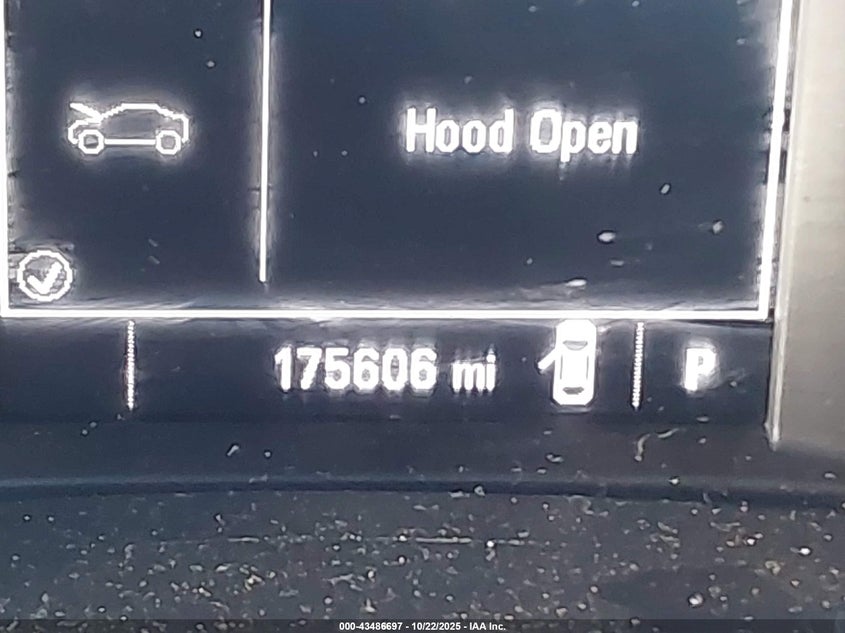 Hood Open
175606 mi
P
000-43486697 - 10/22/2025 - IAA Inc.